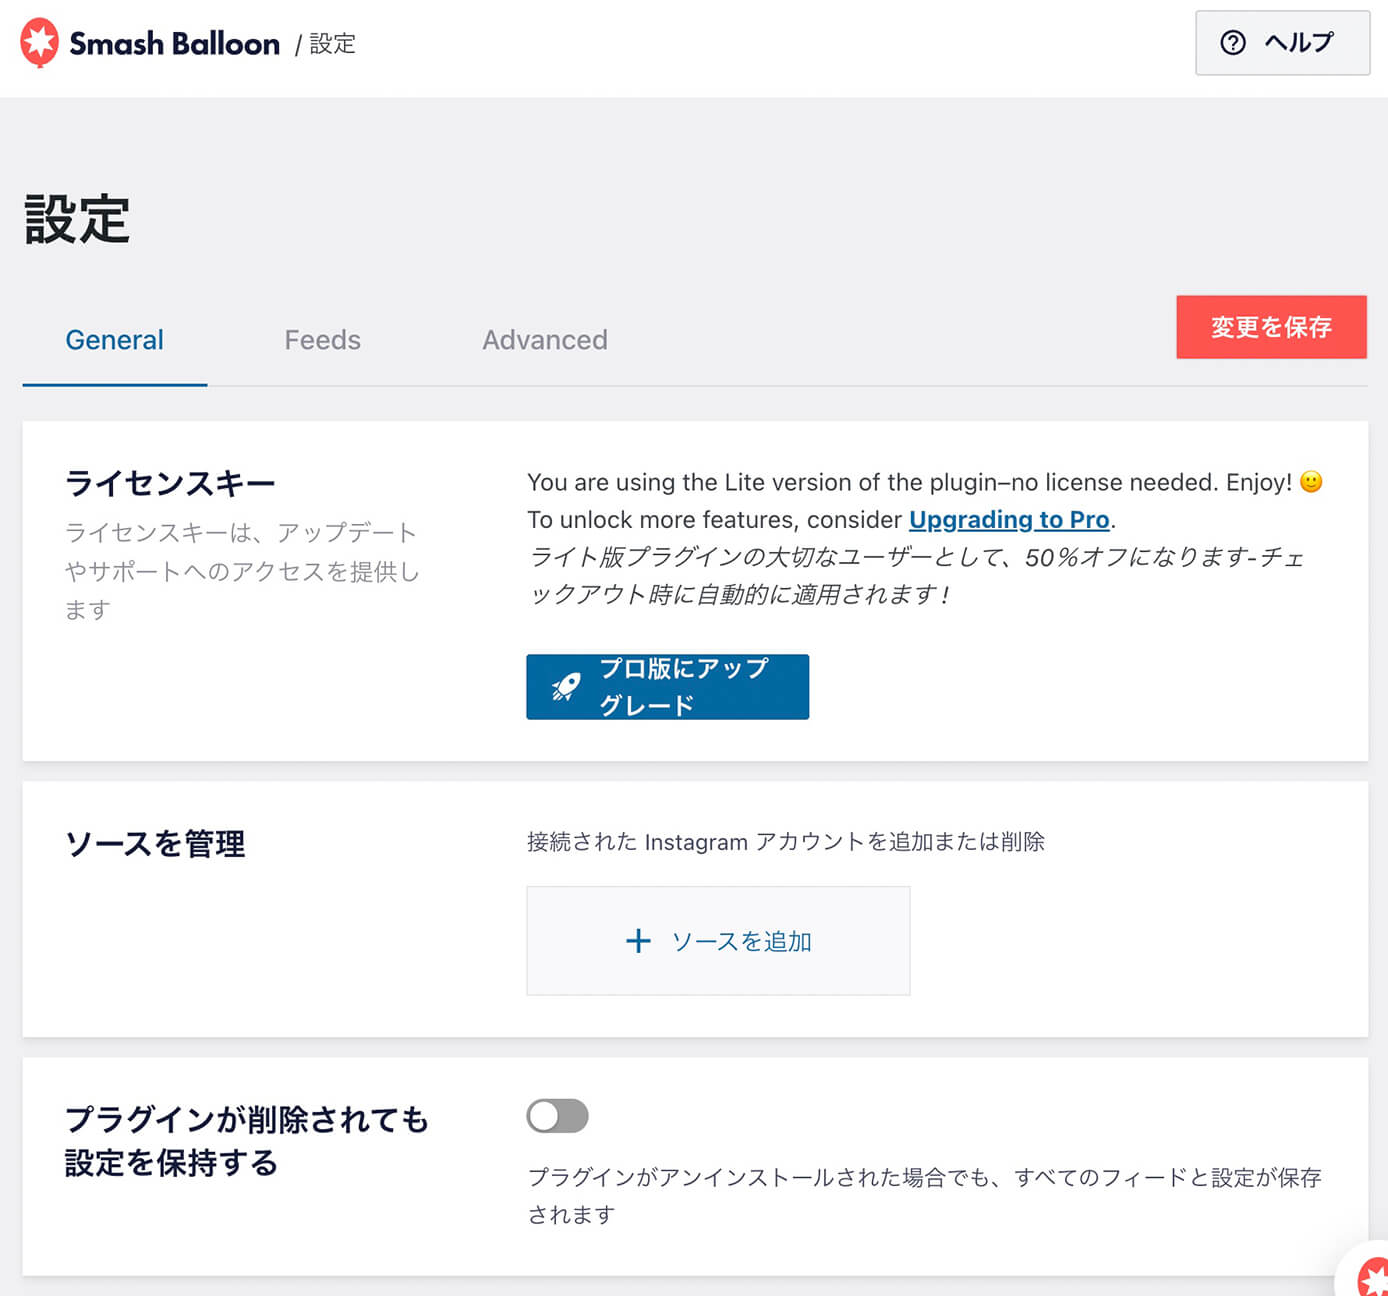 Smash Balloon / 設定
ヘルプ
設定
General
Feeds
Advanced
変更を保存
ライセンスキー
ライセンスキーは、アップデート
やサポートへのアクセスを提供し
ます
You are using the Lite version of the plugin–no license needed. Enjoy! 🙂
To unlock more features, consider Upgrading to Pro.
ライト版プラグインの大切なユーザーとして、50%オフになります-チェ
ックアウト時に自動的に適用されます !
プロ版にアップ
グレード
ソースを管理
接続された Instagram アカウントを追加または削除
+ ソースを追加
プラグインが削除されても
設定を保持する
プラグインがアンインストールされた場合でも、すべてのフィードと設定が保存
されます